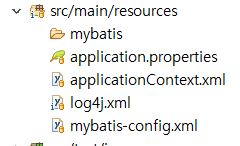 src/main/resources
mybatis
application.properties
applicationContext.xml
log4j.xml
mybatis-config.xml